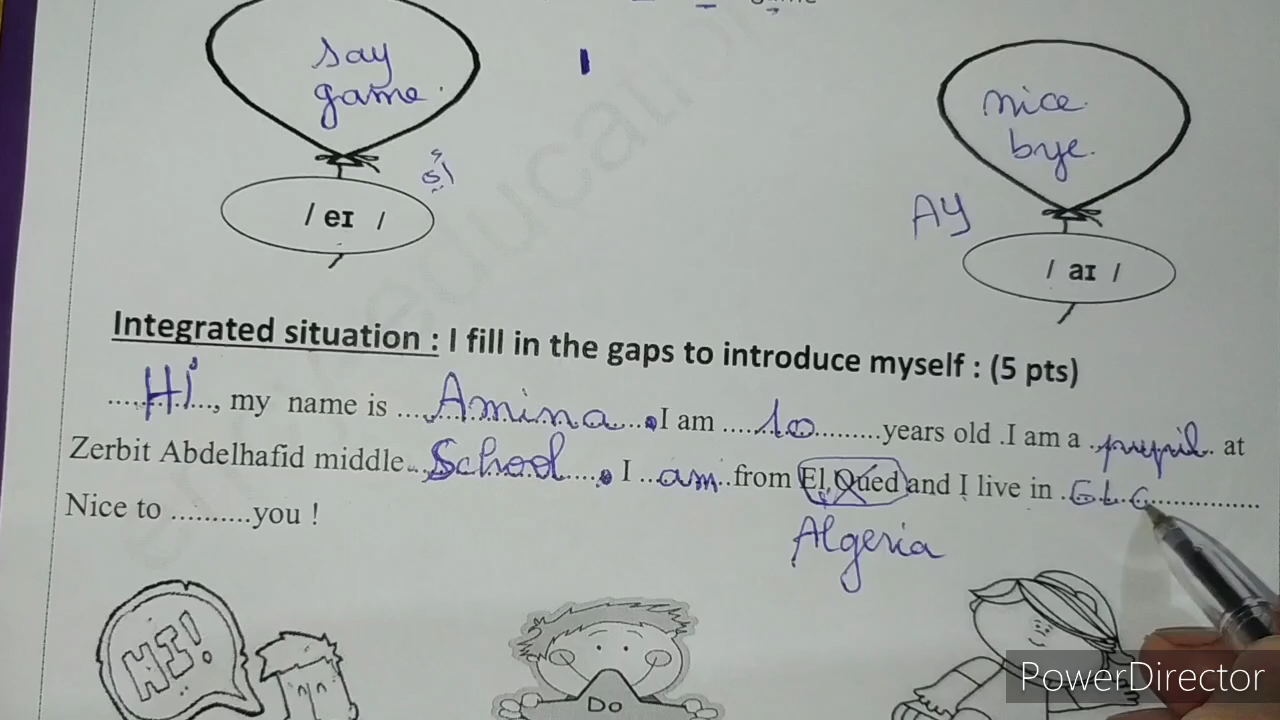 say
game.
nice.
bye.
أي
AY
/ eɪ /
/ aɪ /
Integrated situation : I fill in the gaps to introduce myself : (5 pts)
Hi, my name is Amina. I am 10 years old .I am a pupil. at
Zerbit Abdelhafid middle School. I am from El Oued and I live in
Nice to ..........you !
Algeria
HI!
Do
PowerDirector